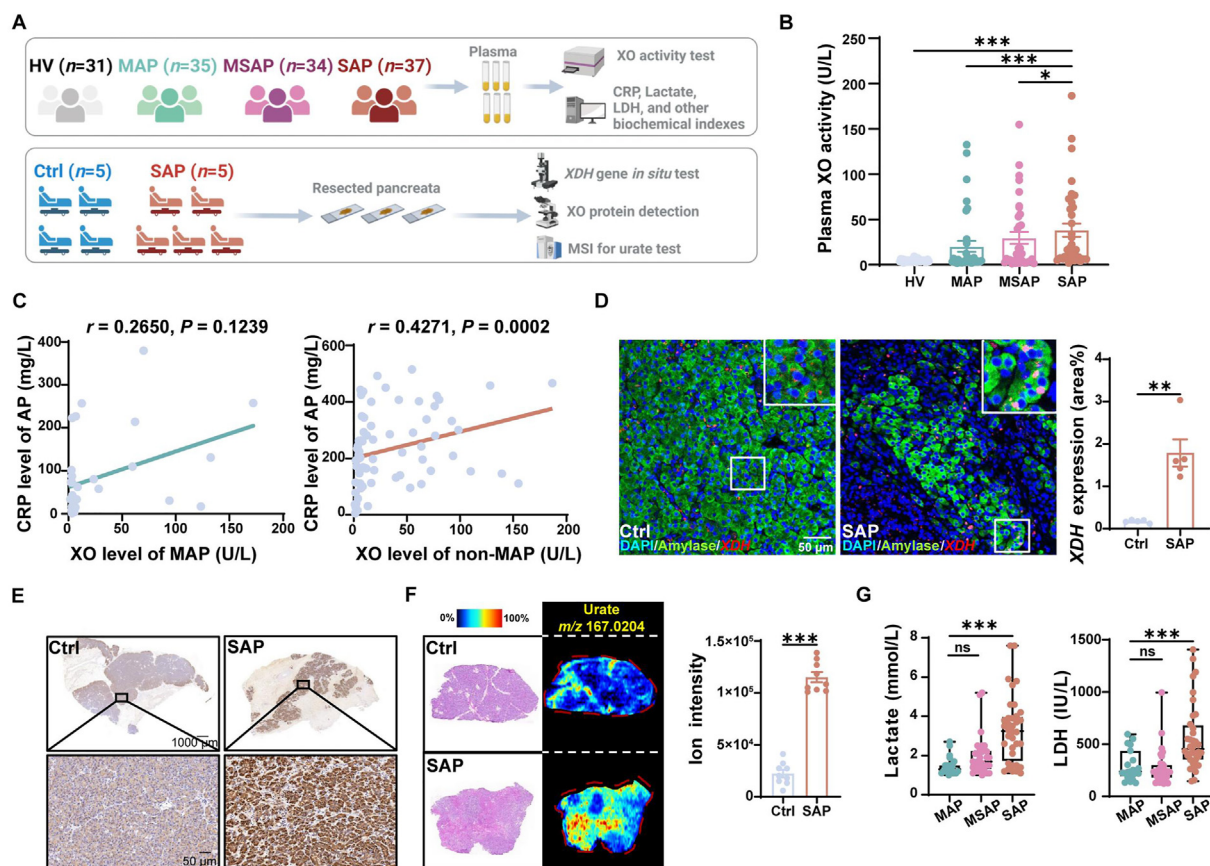 A
HV (n=31)
MAP (n=35)
MSAP (n=34)
SAP (n=37)
Plasma
XO activity test
CRP, Lactate,
LDH, and other
biochemical indexes
Ctrl (n=5)
SAP (n=5)
Resected pancreata
XDH gene in situ test
XO protein detection
MSI for urate test
B
Plasma XO activity (U/L)
250
200
150
100
50
0
***
***
*
HV
MAP
MSAP
SAP
C
r = 0.2650, P = 0.1239
CRP level of AP (mg/L)
400
300
200
100
0
0
50
100
150
200
XO level of MAP (U/L)
r = 0.4271, P = 0.0002
CRP level of AP (mg/L)
600
400
200
0
0
50
100
150
200
XO level of non-MAP (U/L)
D
Ctrl
DAPI/Amylase/XDH
50 μm
SAP
DAPI/Amylase/XDH
XDH expression (area%)
4
3
2
1
0
**
Ctrl
SAP
E
Ctrl
1000 μm
SAP
50 μm
F
0%
100%
Urate
m/z 167.0204
Ctrl
SAP
Ion intensity
1.5×10⁵
1×10⁵
5×10⁴
0
***
Ctrl
SAP
G
Lactate (mmol/L)
8
6
4
2
0
***
ns
MAP
MSAP
SAP
LDH (IU/L)
1500
1000
500
0
***
ns
MAP
MSAP
SAP